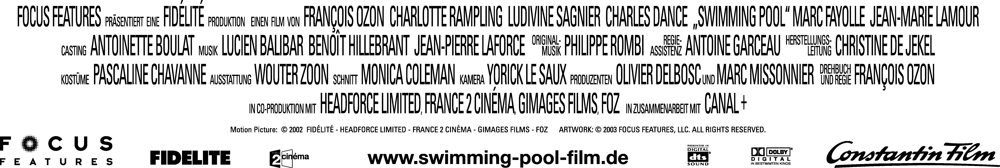 FOCUS FEATURES PRÄSENTIERT EINE FIDÉLITÉ PRODUKTION EINEN FILM VON FRANÇOIS OZON CHARLOTTE RAMPLING LUDIVINE SAGNIER CHARLES DANCE „SWIMMING POOL“ MARC FAYOLLE JEAN-MARIE LAMOUR
CASTING ANTOINETTE BOULAT MUSIK LUCIEN BALIBAR BENOÎT HILLEBRANT JEAN-PIERRE LAFORCE ORIGINAL-MUSIK PHILIPPE ROMBI REGIE-ASSISTENZ ANTOINE GARCEAU HERSTELLUNGS-LEITUNG CHRISTINE DE JEKEL
KOSTÜME PASCALINE CHAVANNE AUSSTATTUNG WOUTER ZOON SCHNITT MONICA COLEMAN KAMERA YORICK LE SAUX PRODUZENTEN OLIVIER DELBOSC UND MARC MISSONNIER DREHBUCH UND REGIE FRANÇOIS OZON
IN CO-PRODUKTION MIT HEADFORCE LIMITED, FRANCE 2 CINÉMA, GIMAGES FILMS, FOZ IN ZUSAMMENARBEIT MIT CANAL+
Motion Picture: © 2002 FIDÉLITÉ - HEADFORCE LIMITED - FRANCE 2 CINÉMA - GIMAGES FILMS - FOZ ARTWORK: © 2003 FOCUS FEATURES, LLC. ALL RIGHTS RESERVED.
FOCUS
FEATURES
FIDELITE
france 2 cinéma
www.swimming-pool-film.de
PRESENTED IN
DIGITAL
dts®
SOUND
DOLBY®
DIGITAL
IN BESTIMMTEN KINOS
Constantin Film